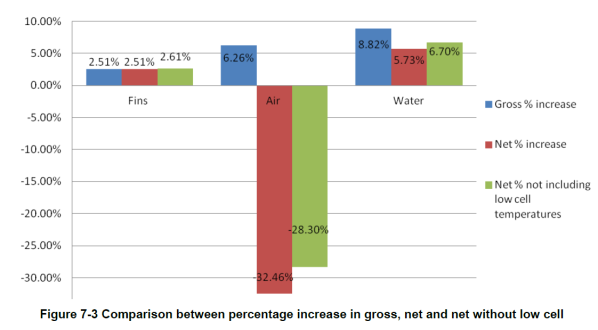 10.00%
5.00%
0.00%
-5.00%
-10.00%
-15.00%
-20.00%
-25.00%
-30.00%
2.51%
2.51%
2.61%
6.26%
-32.46%
-28.30%
8.82%
5.73%
6.70%
Fins
Air
Water
Gross % increase
Net % increase
Net % not including
low cell
temperatures
Figure 7-3 Comparison between percentage increase in gross, net and net without low cell